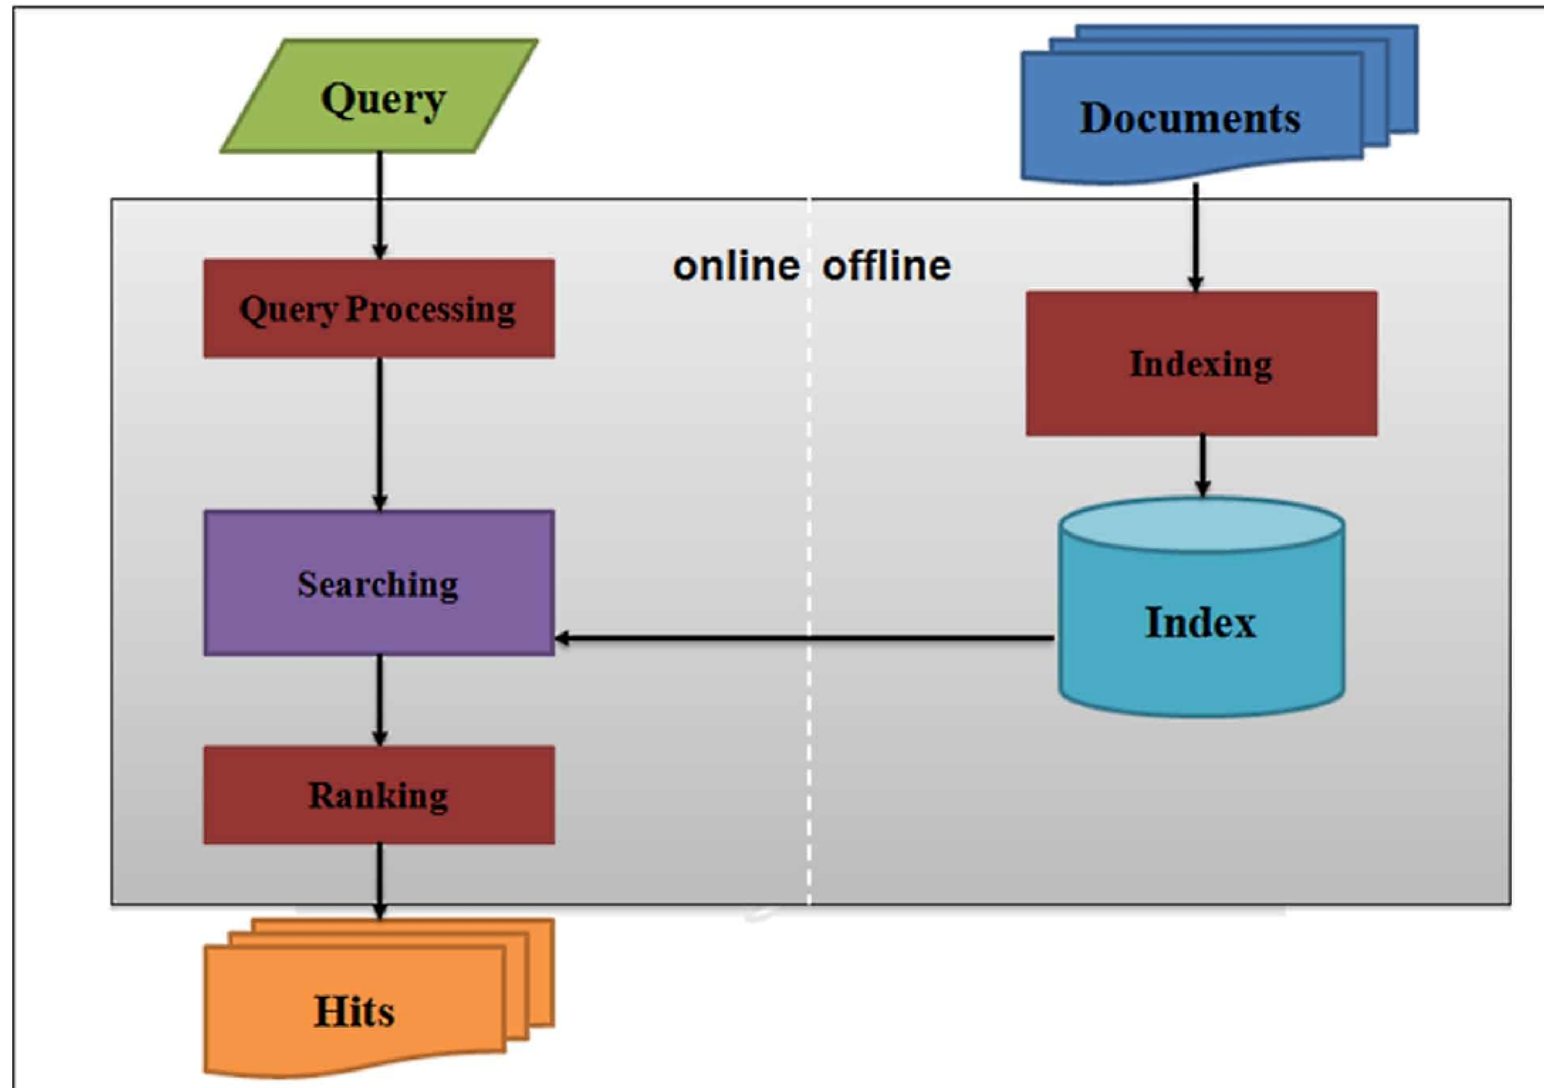 Query
Documents
online offline
Query Processing
Indexing
Searching
Index
Ranking
Hits